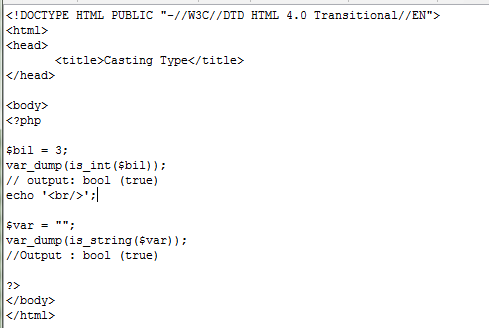 <!DOCTYPE HTML PUBLIC "-//W3C//DTD HTML 4.0 Transitional//EN">
<html>
<head>
<title>Casting Type</title>
</head>
<body>
<?php
$bil = 3;
var_dump(is_int($bil));
// output: bool (true)
echo '<br/>';
$var = "";
var_dump(is_string($var));
//Output : bool (true)
?>
</body>
</html>